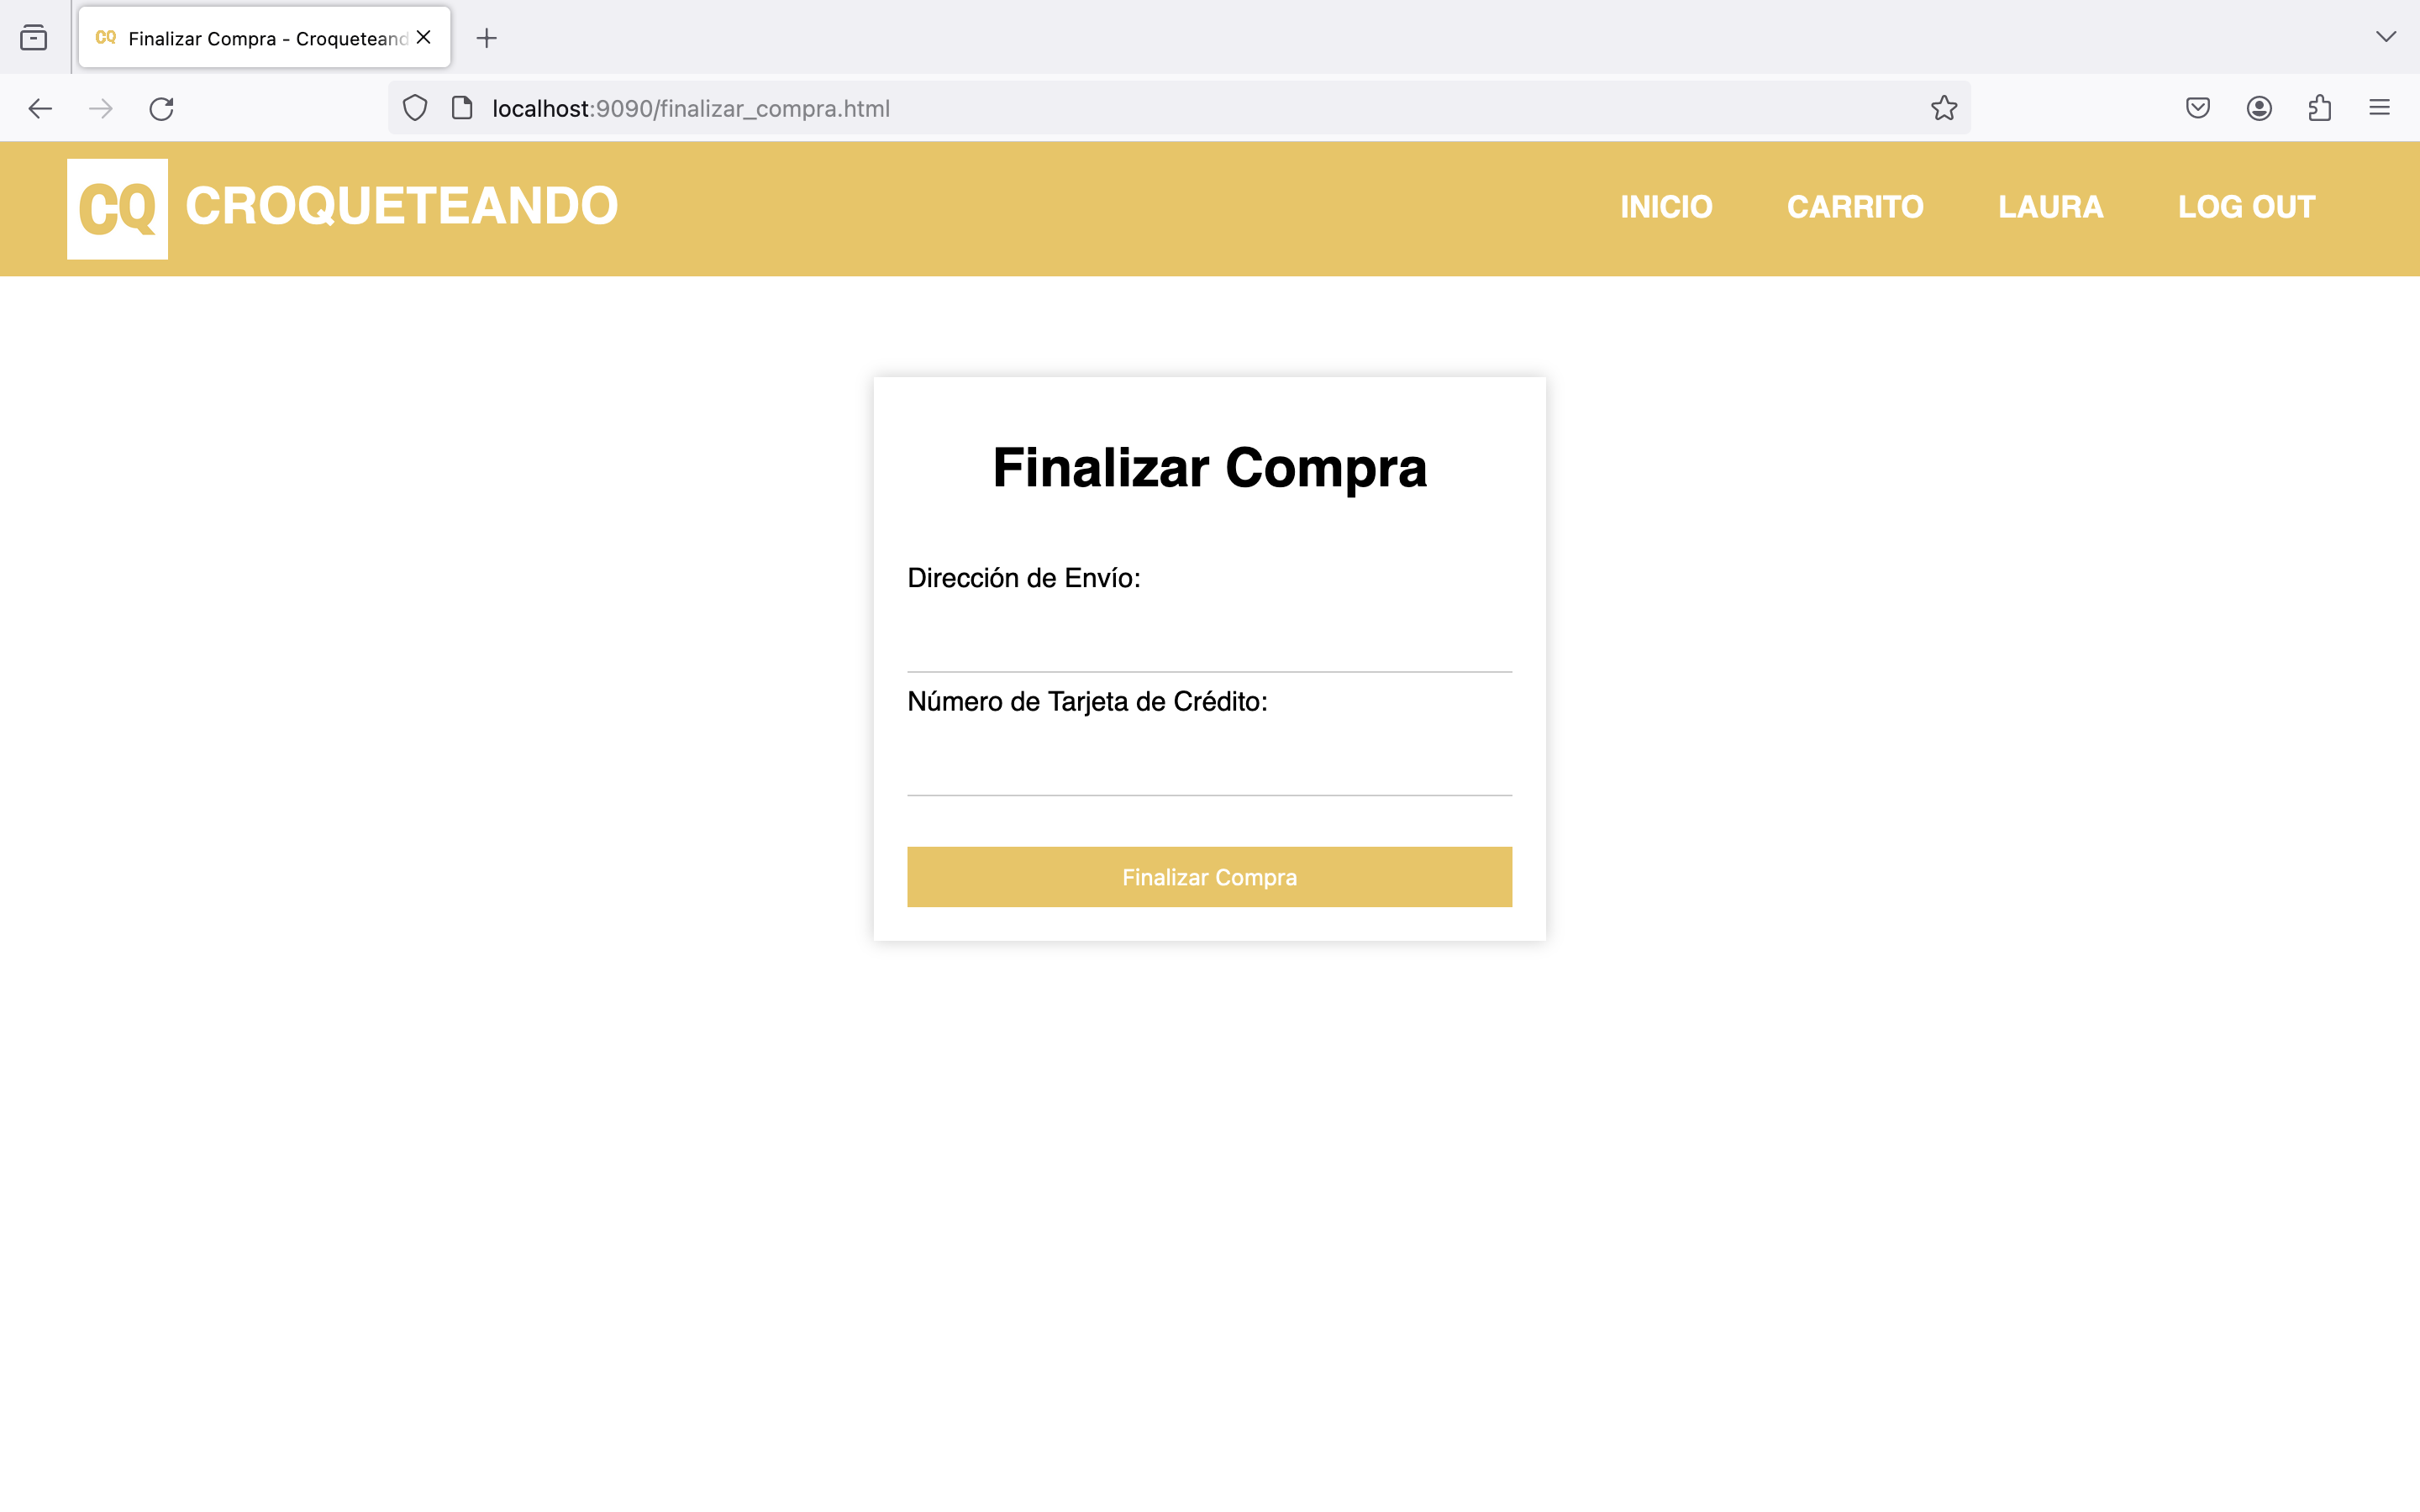 CQ Finalizar Compra - Croqueteand
localhost:9090/finalizar_compra.html
CQ CROQUETEANDO INICIO CARRITO LAURA LOG OUT
Finalizar Compra
Dirección de Envío:
Número de Tarjeta de Crédito:
Finalizar Compra